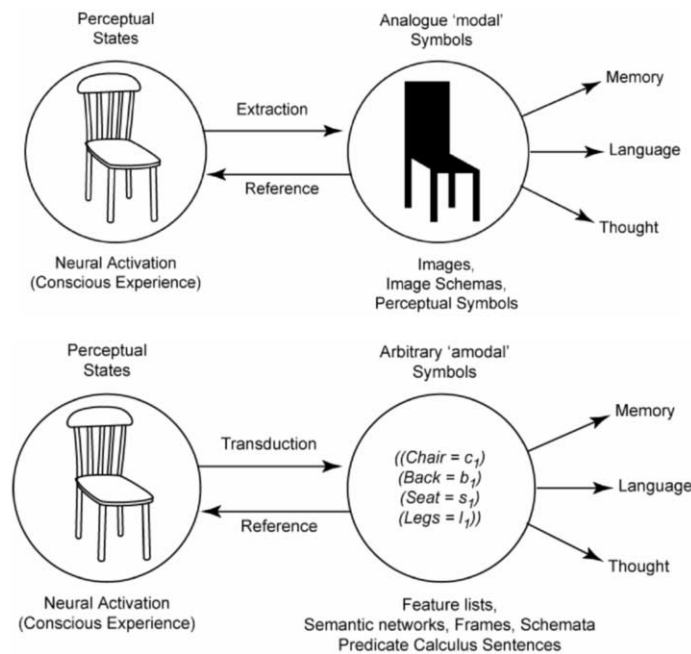 Perceptual
States
Analogue 'modal'
Symbols
Extraction
Reference
Memory
Language
Thought
Neural Activation
(Conscious Experience)
Images,
Image Schemas,
Perceptual Symbols
Perceptual
States
Arbitrary 'amodal'
Symbols
Transduction
Reference
((Chair = c1)
(Back = b1)
(Seat = s1)
(Legs = l1))
Memory
Language
Thought
Neural Activation
(Conscious Experience)
Feature lists,
Semantic networks, Frames, Schemata
Predicate Calculus Sentences